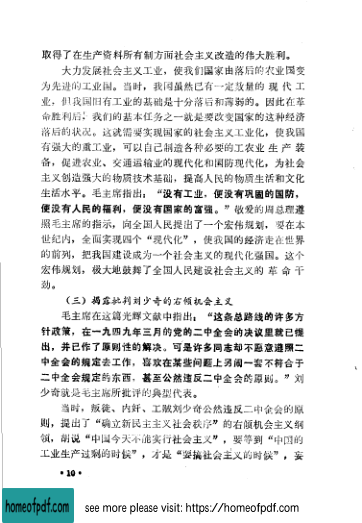 取得了在生产资料所有制方面社会主义改造的伟大胜利。
大力发展社会主义工业，使我们国家由落后的农业国变
为先进的工业国。当时，我国虽然已有一定数量的现代工
业，但我国旧有工业的基础是十分落后和薄弱的。因此在革
命胜利后，我们的基本任务之一就是要改变国家的这种经济
落后的状况。这就需要实现国家的社会主义工业化，使我国
有强大的重工业，可以自己制造各种必要的工农业生产装
备，促进农业、交通运输业的现代化和国防现代化，为社会
主义创造强大的物质技术基础，提高人民的物质生活和文化
生活水平。毛主席指出：“没有工业，便没有巩固的国防，
便没有人民的福利，便没有国家的富强。”敬爱的周总理遵
照毛主席的指示，向全国人民提出了一个宏伟规划，要在本
世纪内，全面实现四个“现代化”，使我国的经济走在世界
的前列，把我国建设成为一个社会主义的现代化强国。这个
宏伟规划，极大地鼓舞了全国人民建设社会主义的革命干
劲。
（三）揭露批判刘少奇的右倾机会主义
毛主席在这篇光辉文献中指出：“这条总路线的许多方
针政策，在一九四九年三月的党的二中全会的决议里就已提
出，并已作了原则性的解决。可是许多同志却不愿意遵照二
中全会的规定去工作，喜欢在某些问题上另闹一套不符合于
二中全会规定的东西，甚至公然违反二中全会的原则。”刘
少奇就是毛主席所批评的典型代表。
当时，叛徒、内奸、工贼刘少奇公然违反二中全会的原
则，提出了“确立新民主主义社会秩序”的右倾机会主义纲
领，胡说“中国今天不能实行社会主义”，要等到“中国的
工业生产过剩的时候”，才是“要搞社会主义的时候”，妄
·10·
homeofpdf.com see more please visit: https://homeofpdf.com